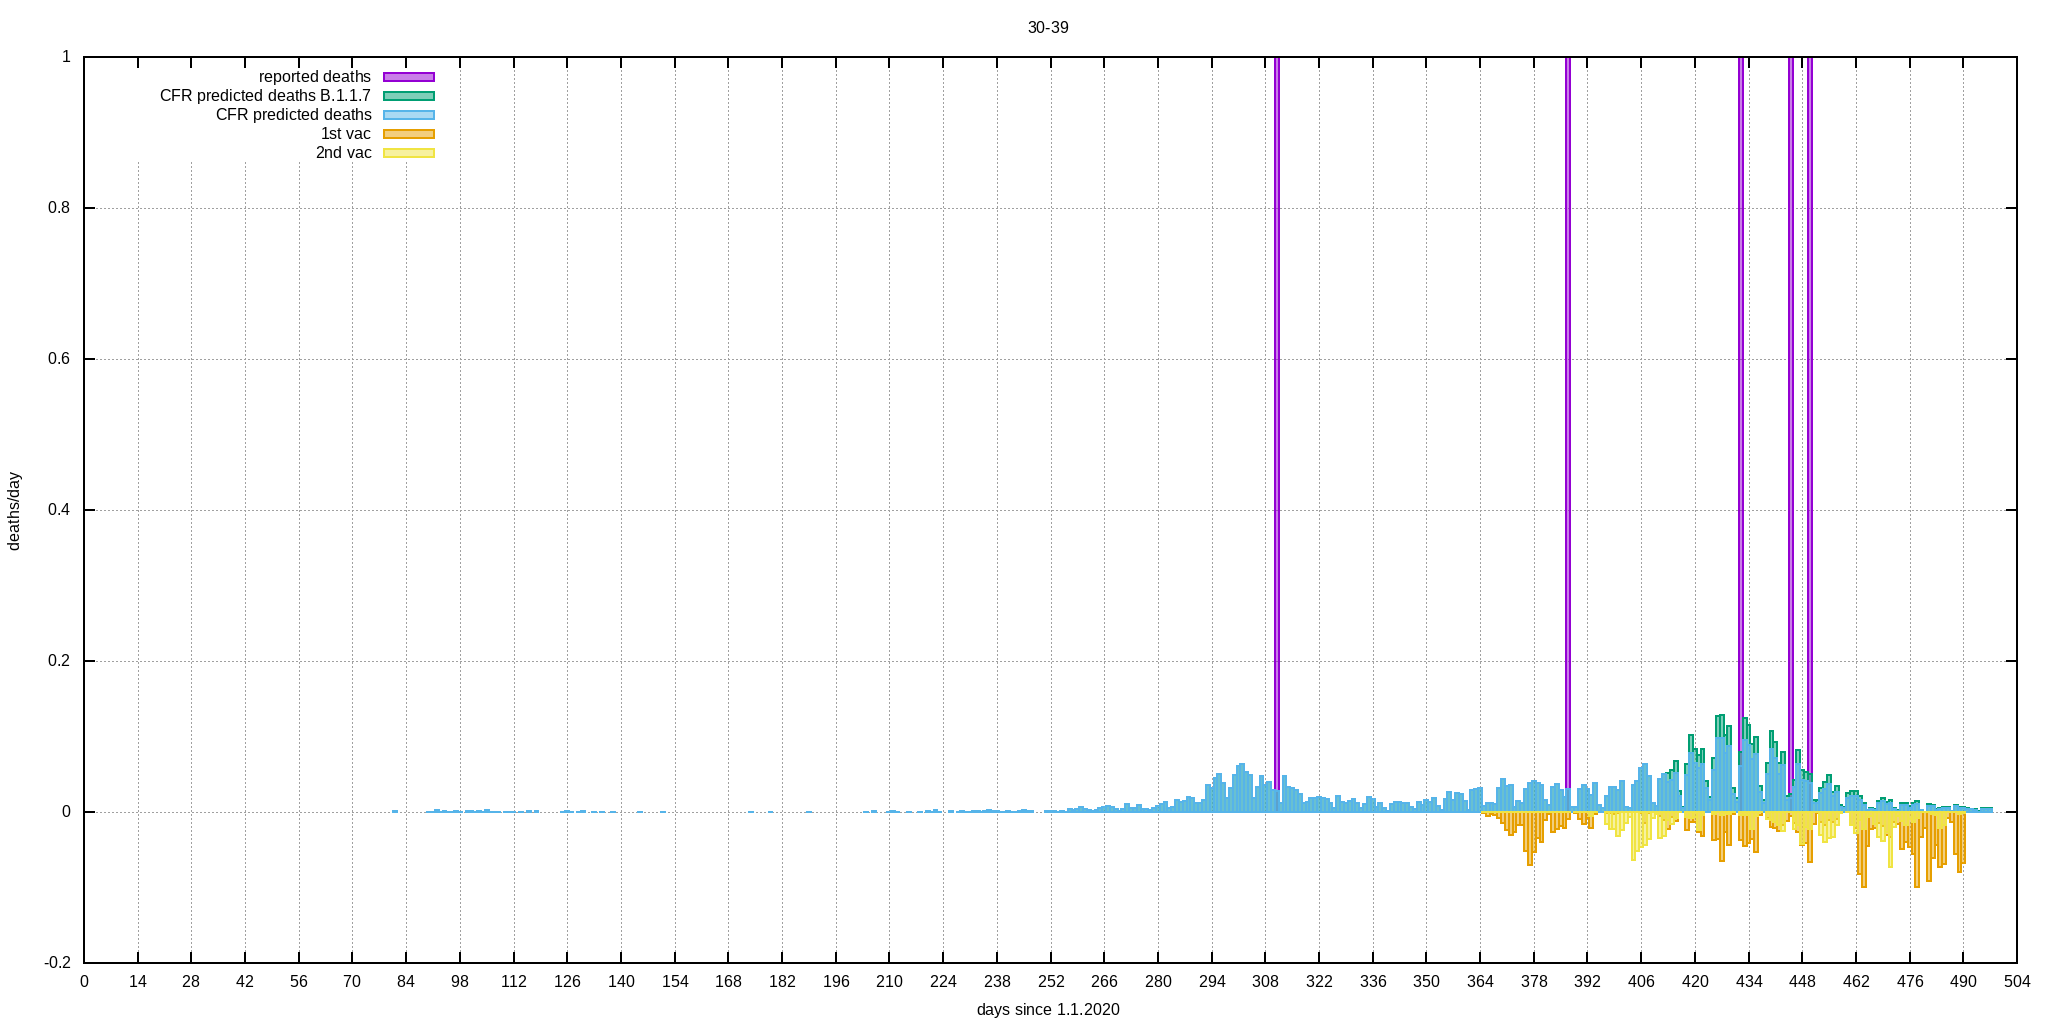 30-39
reported deaths
CFR predicted deaths B.1.1.7
CFR predicted deaths
1st vac
2nd vac
1
0.8
0.6
0.4
0.2
0
-0.2
deaths/day
0 14 28 42 56 70 84 98 112 126 140 154 168 182 196 210 224 238 252 266 280 294 308 322 336 350 364 378 392 406 420 434 448 462 476 490 504
days since 1.1.2020